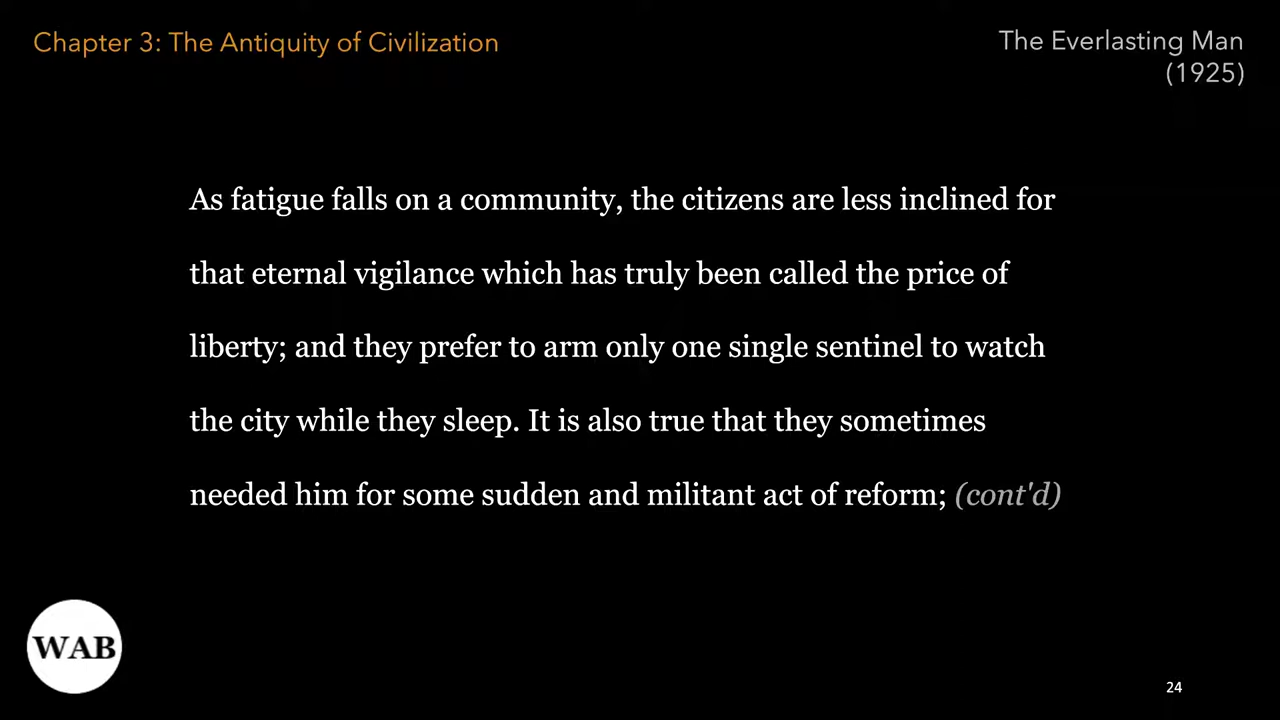 Chapter 3: The Antiquity of Civilization
The Everlasting Man
(1925)
As fatigue falls on a community, the citizens are less inclined for
that eternal vigilance which has truly been called the price of
liberty; and they prefer to arm only one single sentinel to watch
the city while they sleep. It is also true that they sometimes
needed him for some sudden and militant act of reform; (cont'd)
WAB
24